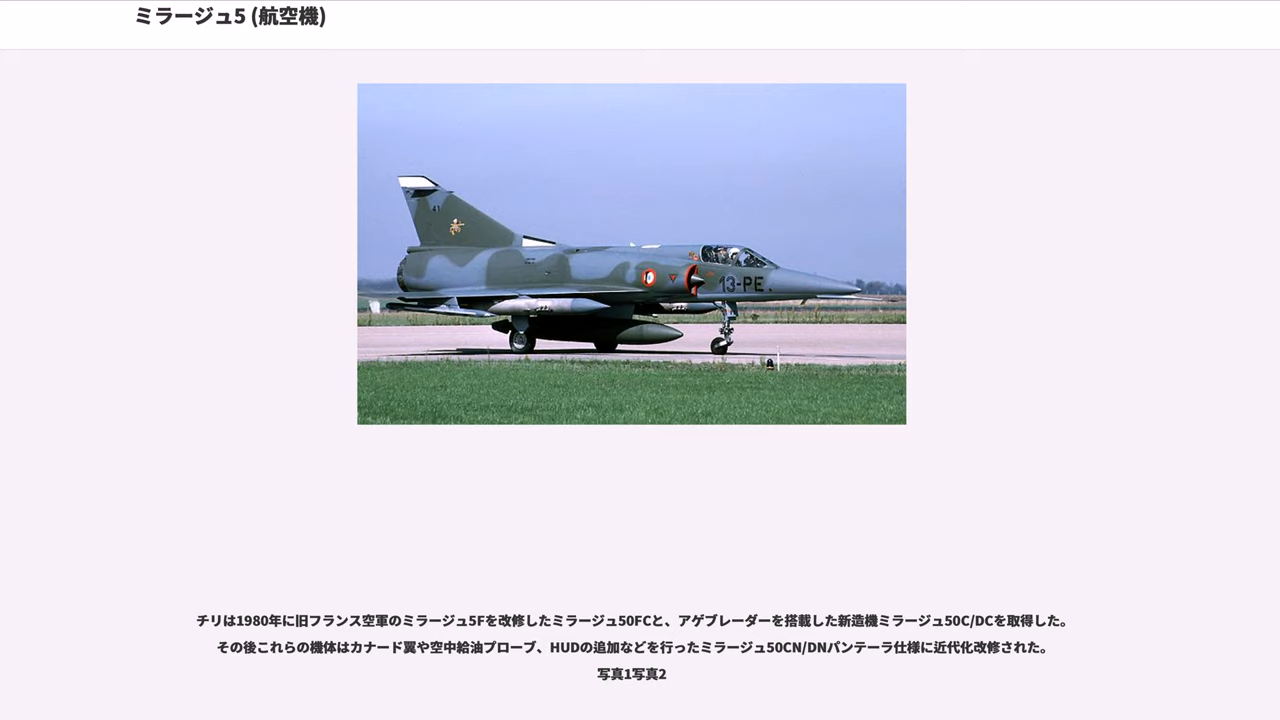 ミラージュ5 (航空機)
41
13-PE
チリは1980年に旧フランス空軍のミラージュ5Fを改修したミラージュ50FCと、アゲブレーダーを搭載した新造機ミラージュ50C/DCを取得した。
その後これらの機体はカナード翼や空中給油プローブ、HUDの追加などを行ったミラージュ50CN/DNパンテーラ仕様に近代化改修された。
写真1写真2